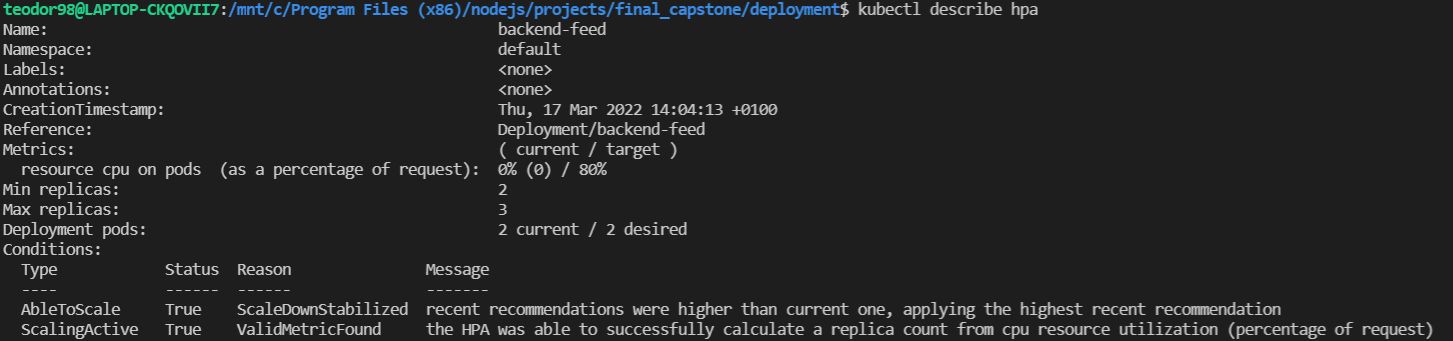 teodor98@LAPTOP-CKQOVII7:/mnt/c/Program Files (x86)/nodejs/projects/final_capstone/deployment$ kubectl describe hpa
Name: backend-feed
Namespace: default
Labels: <none>
Annotations: <none>
CreationTimestamp: Thu, 17 Mar 2022 14:04:13 +0100
Reference: Deployment/backend-feed
Metrics: ( current / target )
  resource cpu on pods  (as a percentage of request):  0% (0) / 80%
Min replicas: 2
Max replicas: 3
Deployment pods: 2 current / 2 desired
Conditions:
  Type            Status  Reason              Message
  ----            ------  ------              -------
  AbleToScale     True    ScaleDownStabilized  recent recommendations were higher than current one, applying the highest recent recommendation
  ScalingActive   True    ValidMetricFound    the HPA was able to successfully calculate a replica count from cpu resource utilization (percentage of request)